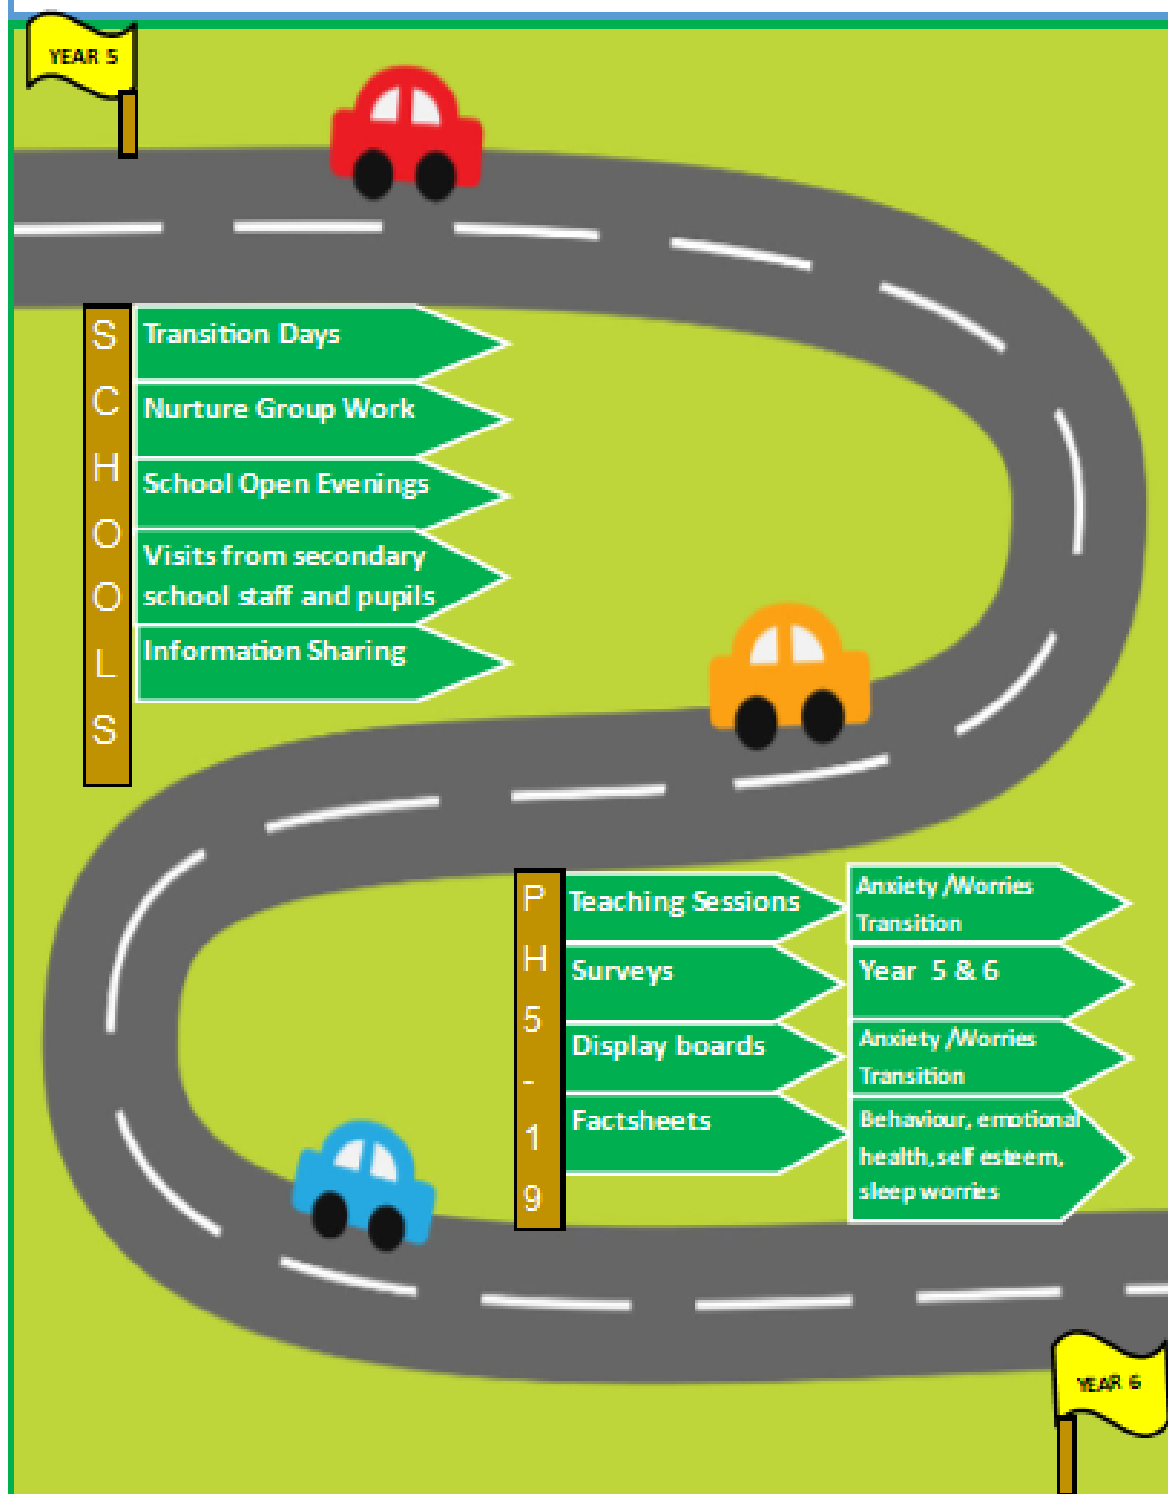 YEAR 5
S
C
H
O
O
L
S
Transition Days
Nurture Group Work
School Open Evenings
Visits from secondary
school staff and pupils
Information Sharing
P
H
5
-
1
9
Teaching Sessions
Anxiety /Worries
Transition
Surveys
Year 5 & 6
Display boards
Anxiety /Worries
Transition
Factsheets
Behaviour, emotional
health, self esteem,
sleep worries
YEAR 6